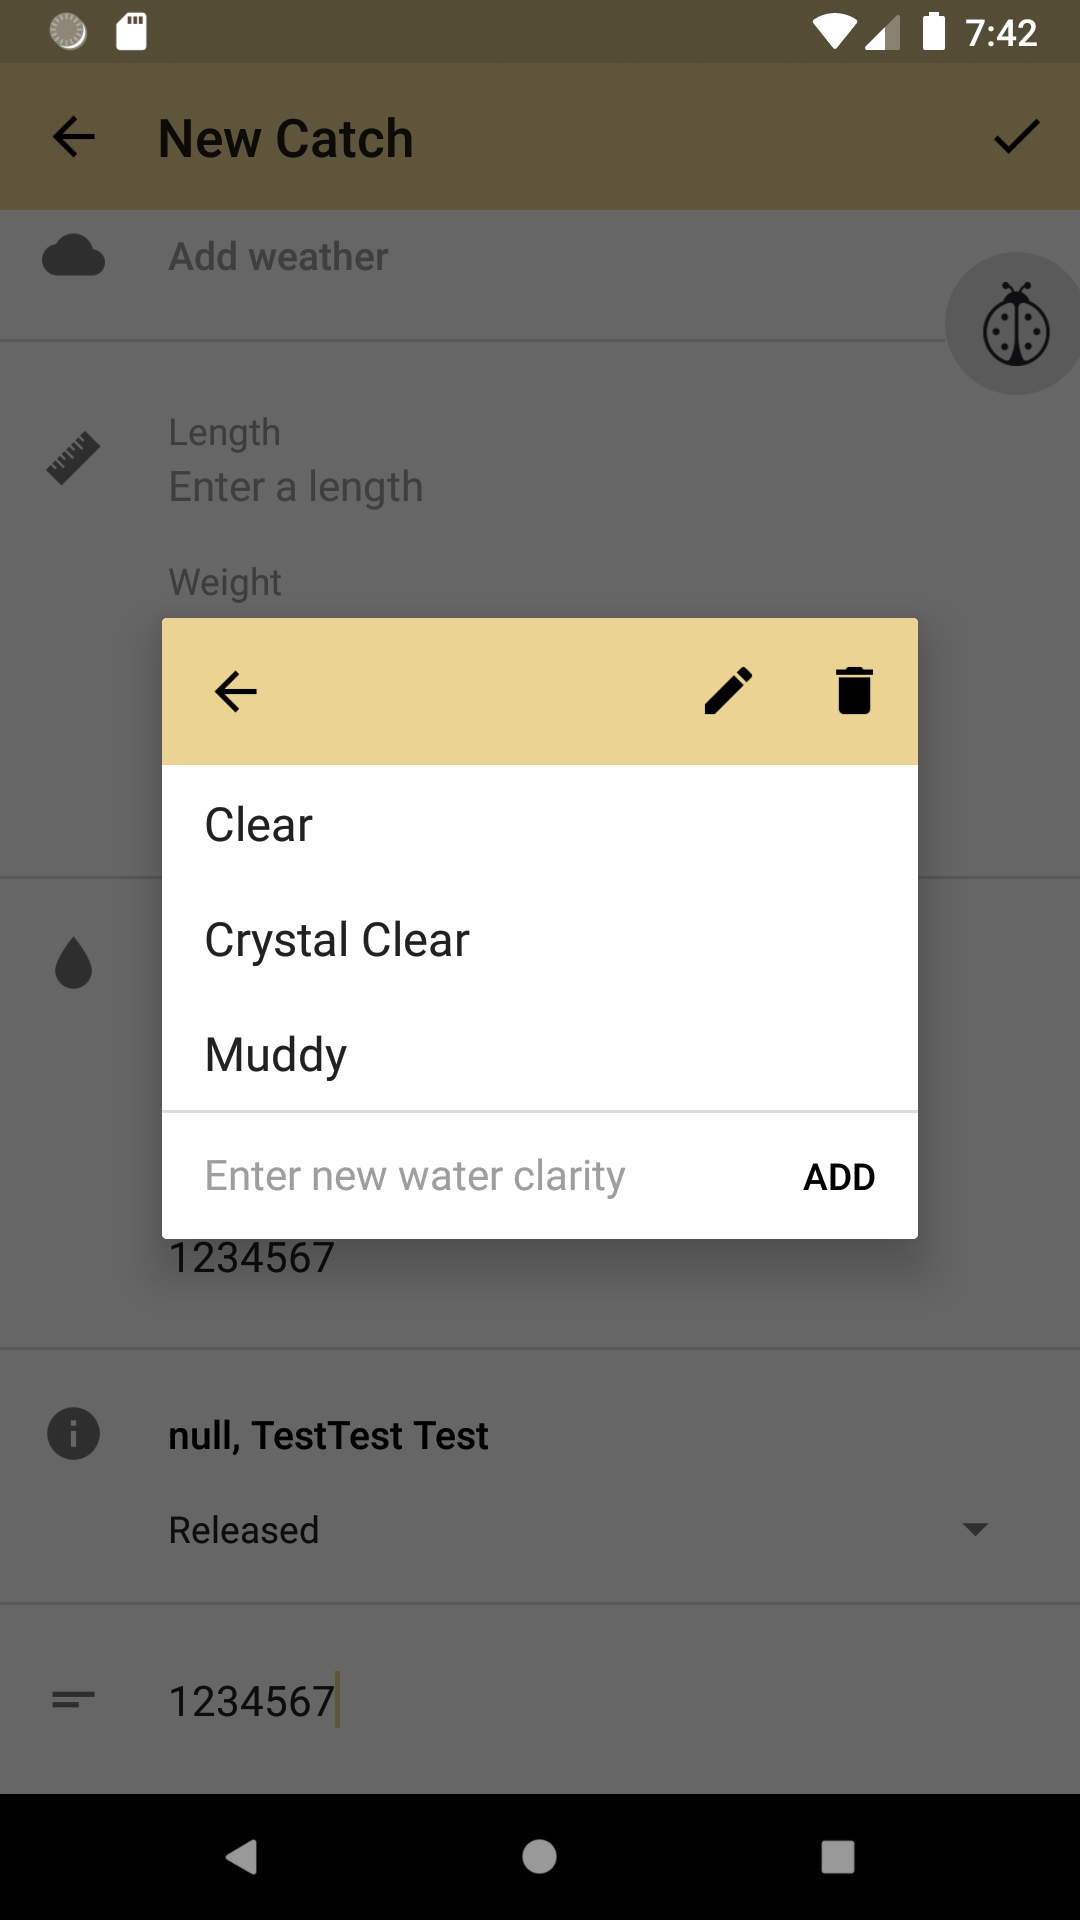 7:42
New Catch
Add weather
Length
Enter a length
Weight
Clear
Crystal Clear
Muddy
Enter new water clarity
ADD
1234567
null, TestTest Test
Released
1234567